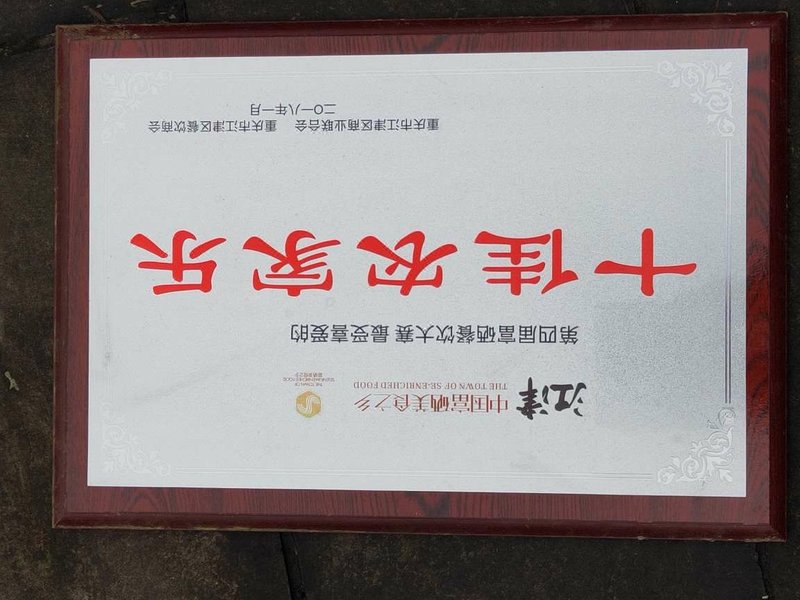 江津 中国富硒美食之乡
THE TOWN OF SE-ENRICHED FOOD
第四届富硒餐饮大赛 最受喜爱的
十佳农家乐
重庆市江津区商业联合会 重庆市江津区餐饮商会
二〇一八年一月